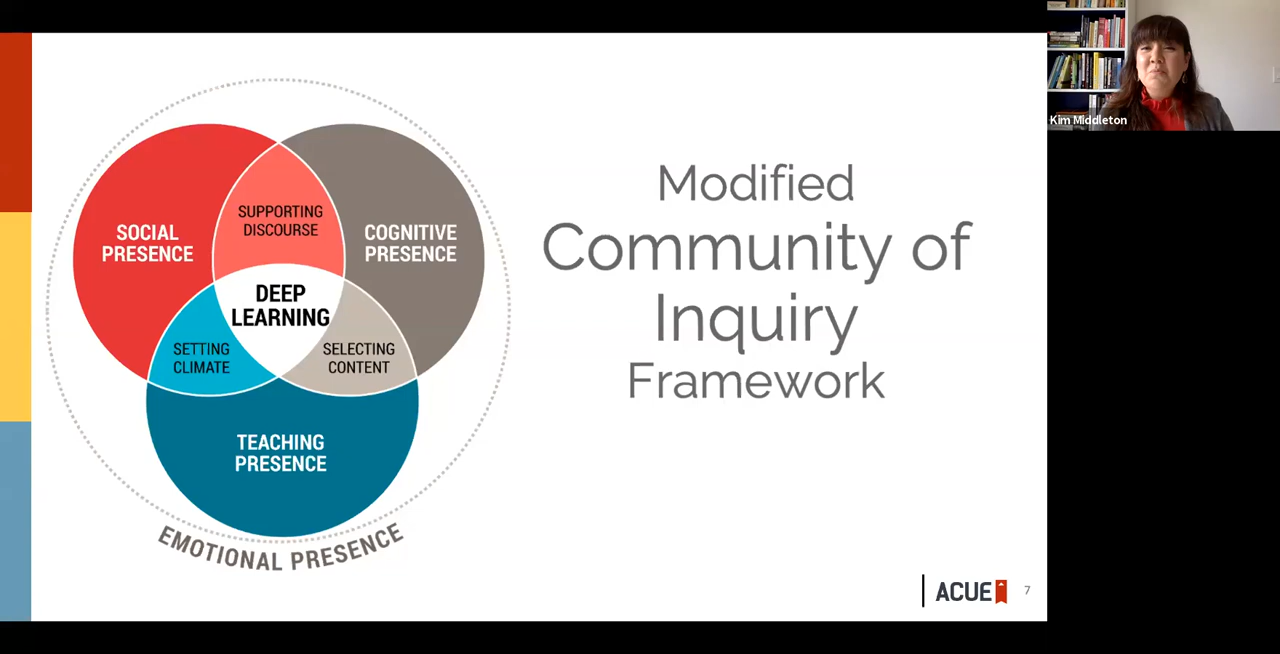 SOCIAL
PRESENCE
SUPPORTING
DISCOURSE
COGNITIVE
PRESENCE
DEEP
LEARNING
SETTING
CLIMATE
SELECTING
CONTENT
TEACHING
PRESENCE
EMOTIONAL PRESENCE
Modified
Community of
Inquiry
Framework
ACUE
7
Kim Middleton